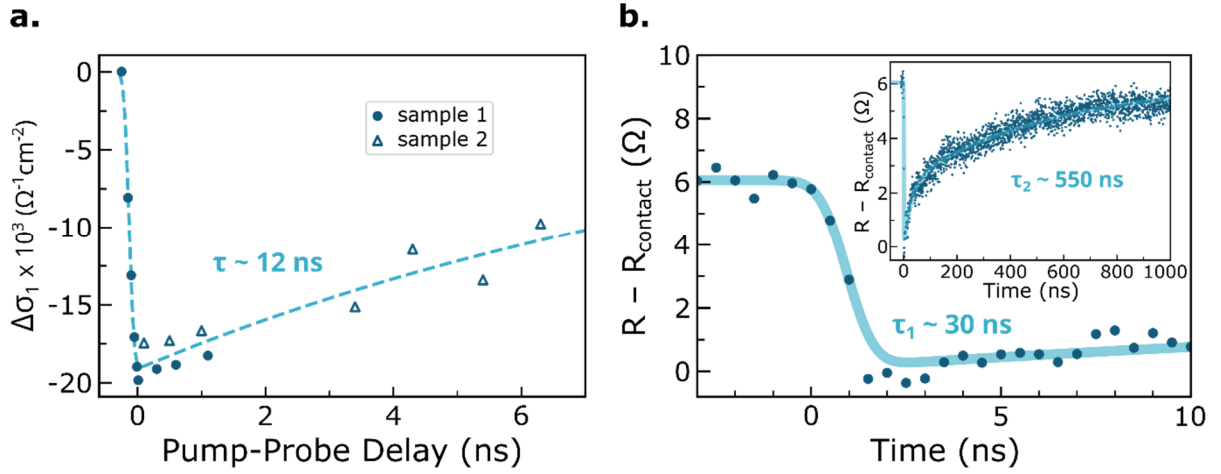 a.
Δσ₁ x 10³ (Ω⁻¹cm⁻²)
0
-5
-10
-15
-20
sample 1
sample 2
τ ~ 12 ns
0
2
4
6
Pump-Probe Delay (ns)
b.
R − R_contact (Ω)
10
8
6
4
2
0
τ₁ ~ 30 ns
0
5
10
Time (ns)
R − R_contact (Ω)
6
4
2
0
τ₂ ~ 550 ns
0
200
400
600
800
1000
Time (ns)